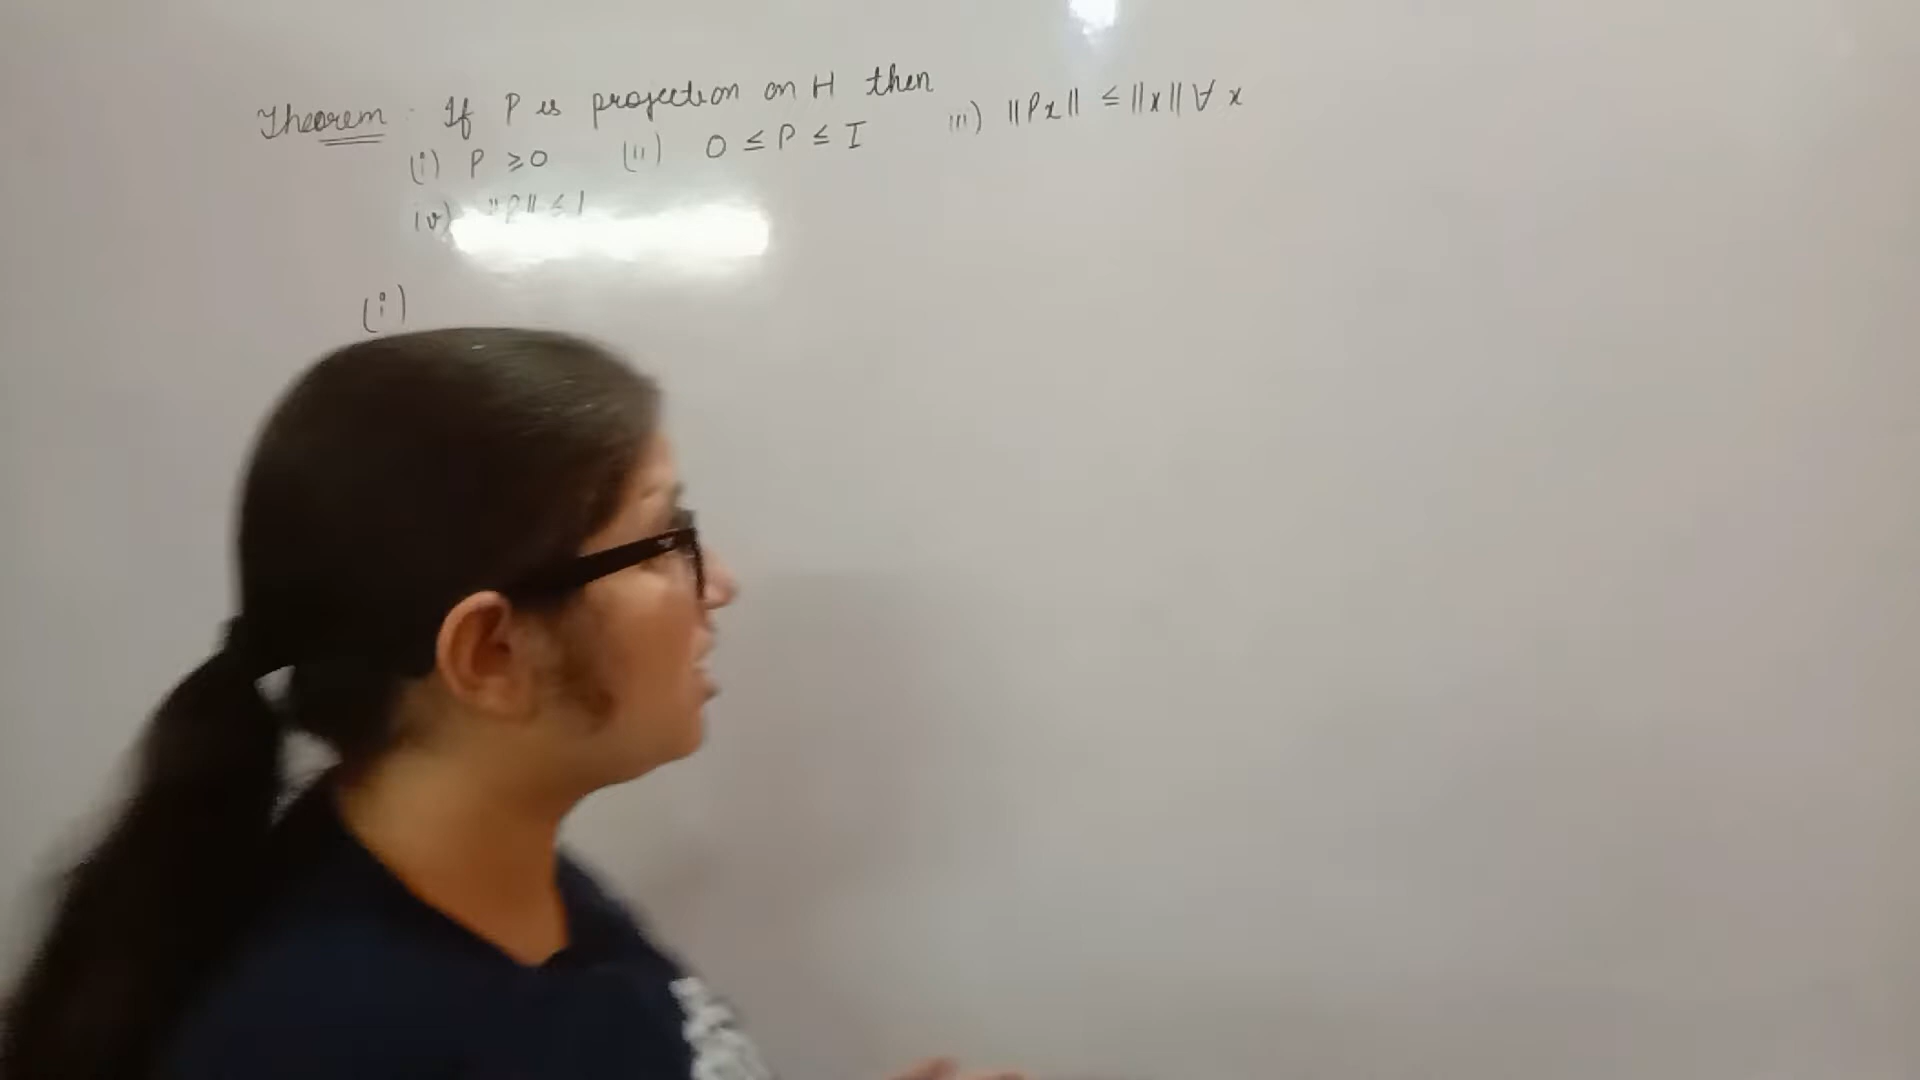 Theorem : If P is projection on H then
(i) P ≥ 0 (ii) 0 ≤ P ≤ I iii) ||Px|| ≤ ||x|| ∀ x
iv) ||P|| ≤ 1
(i)